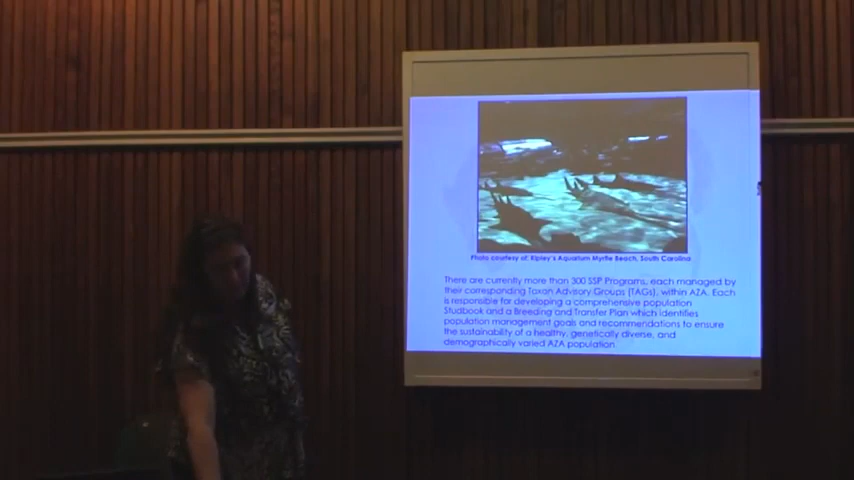 Photo courtesy of: Ripley's Aquatium Myrtle Beach, South Carolina
There are currently more than 300 SSP Programs, each managed by
their corresponding Taxon Advisory Groups (TAGs), within AZA. Each
is responsible for developing a comprehensive population
Studbook and a Breeding and Transfer Plan which identifies
population management goals and recommendations to ensure
the sustainability of a healthy, genetically diverse, and
demographically varied AZA population.